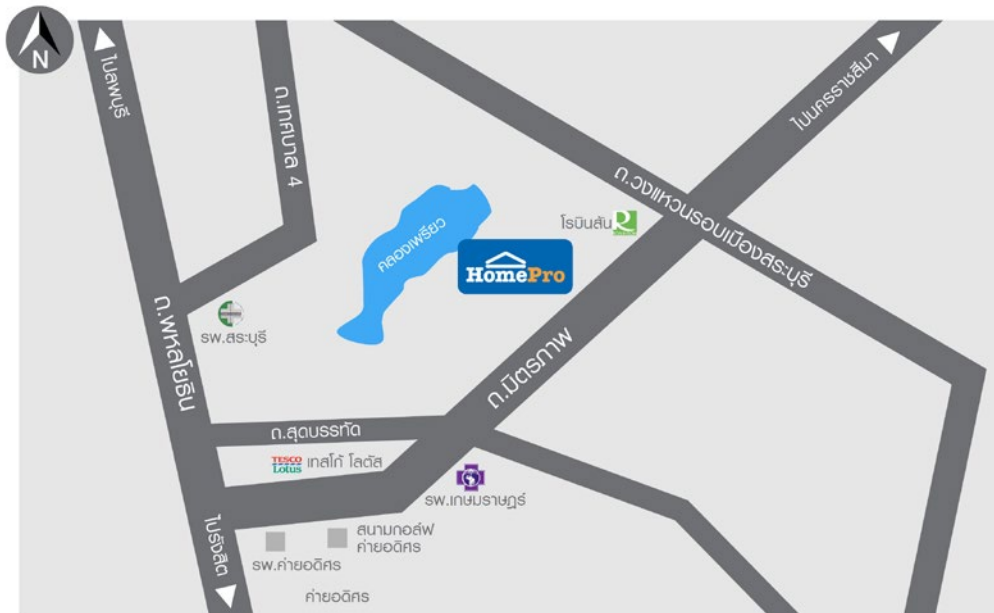 N
ไปลพบุรี
ถ.เทศบาล 4
ไปนครราชสีมา
ถ.วงแหวนรอบเมืองสระบุรี
โรบินสัน
R
คลองเพรียว
HomePro
ถ.พหลโยธิน
รพ.สระบุรี
ถ.มิตรภาพ
ถ.สุดบรรทัด
TESCO
Lotus
เทสโก้ โลตัส
รพ.เกษมราษฎร์
สนามกอล์ฟ
ค่ายอดิศร
รพ.ค่ายอดิศร
ไปรังสิต
ค่ายอดิศร